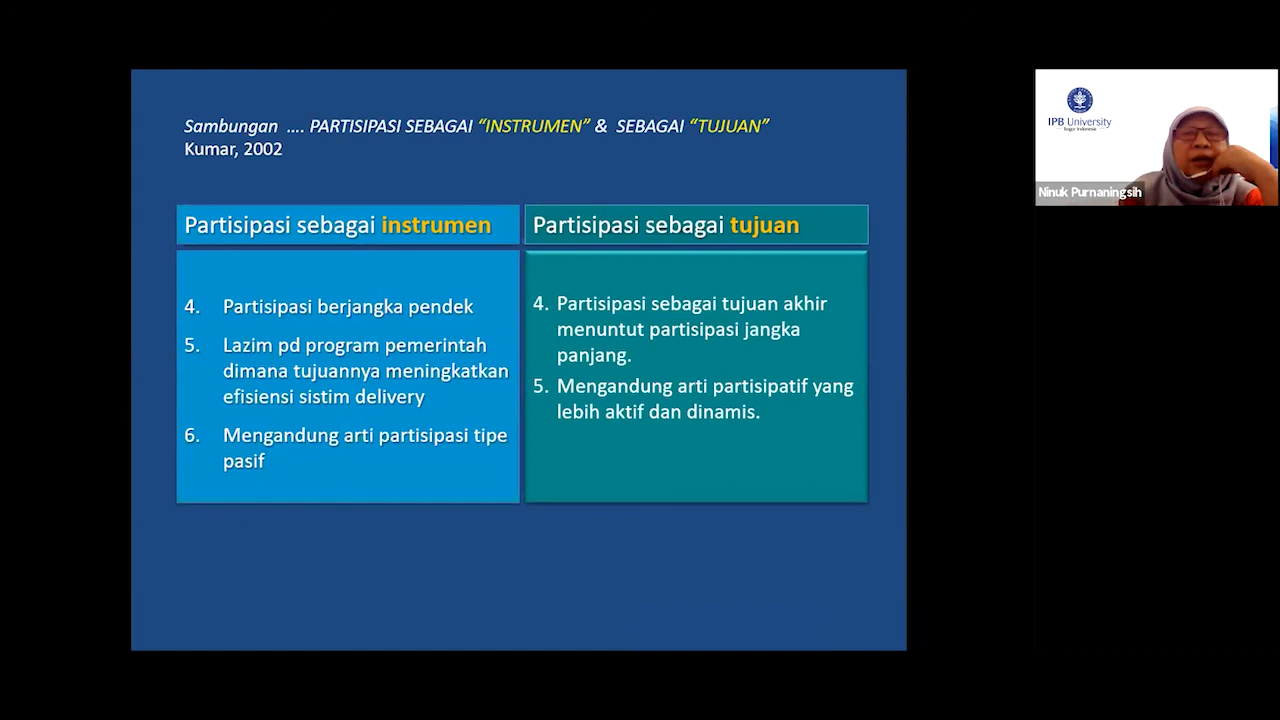 Sambungan .... PARTISIPASI SEBAGAI “INSTRUMEN” & SEBAGAI “TUJUAN”
Kumar, 2002
Partisipasi sebagai instrumen
4. Partisipasi berjangka pendek
5. Lazim pd program pemerintah
dimana tujuannya meningkatkan
efisiensi sistim delivery
6. Mengandung arti partisipasi tipe
pasif
Partisipasi sebagai tujuan
4. Partisipasi sebagai tujuan akhir
menuntut partisipasi jangka
panjang.
5. Mengandung arti partisipatif yang
lebih aktif dan dinamis.
IPB University
Bogor Indonesia
Ninuk Purnaningsih